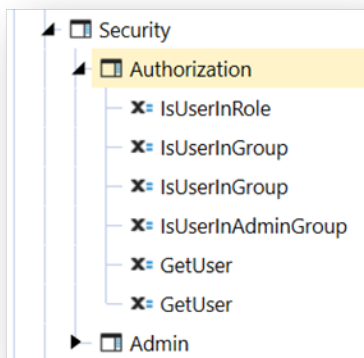 Security
Authorization
IsUserInRole
IsUserInGroup
IsUserInGroup
IsUserInAdminGroup
GetUser
GetUser
Admin